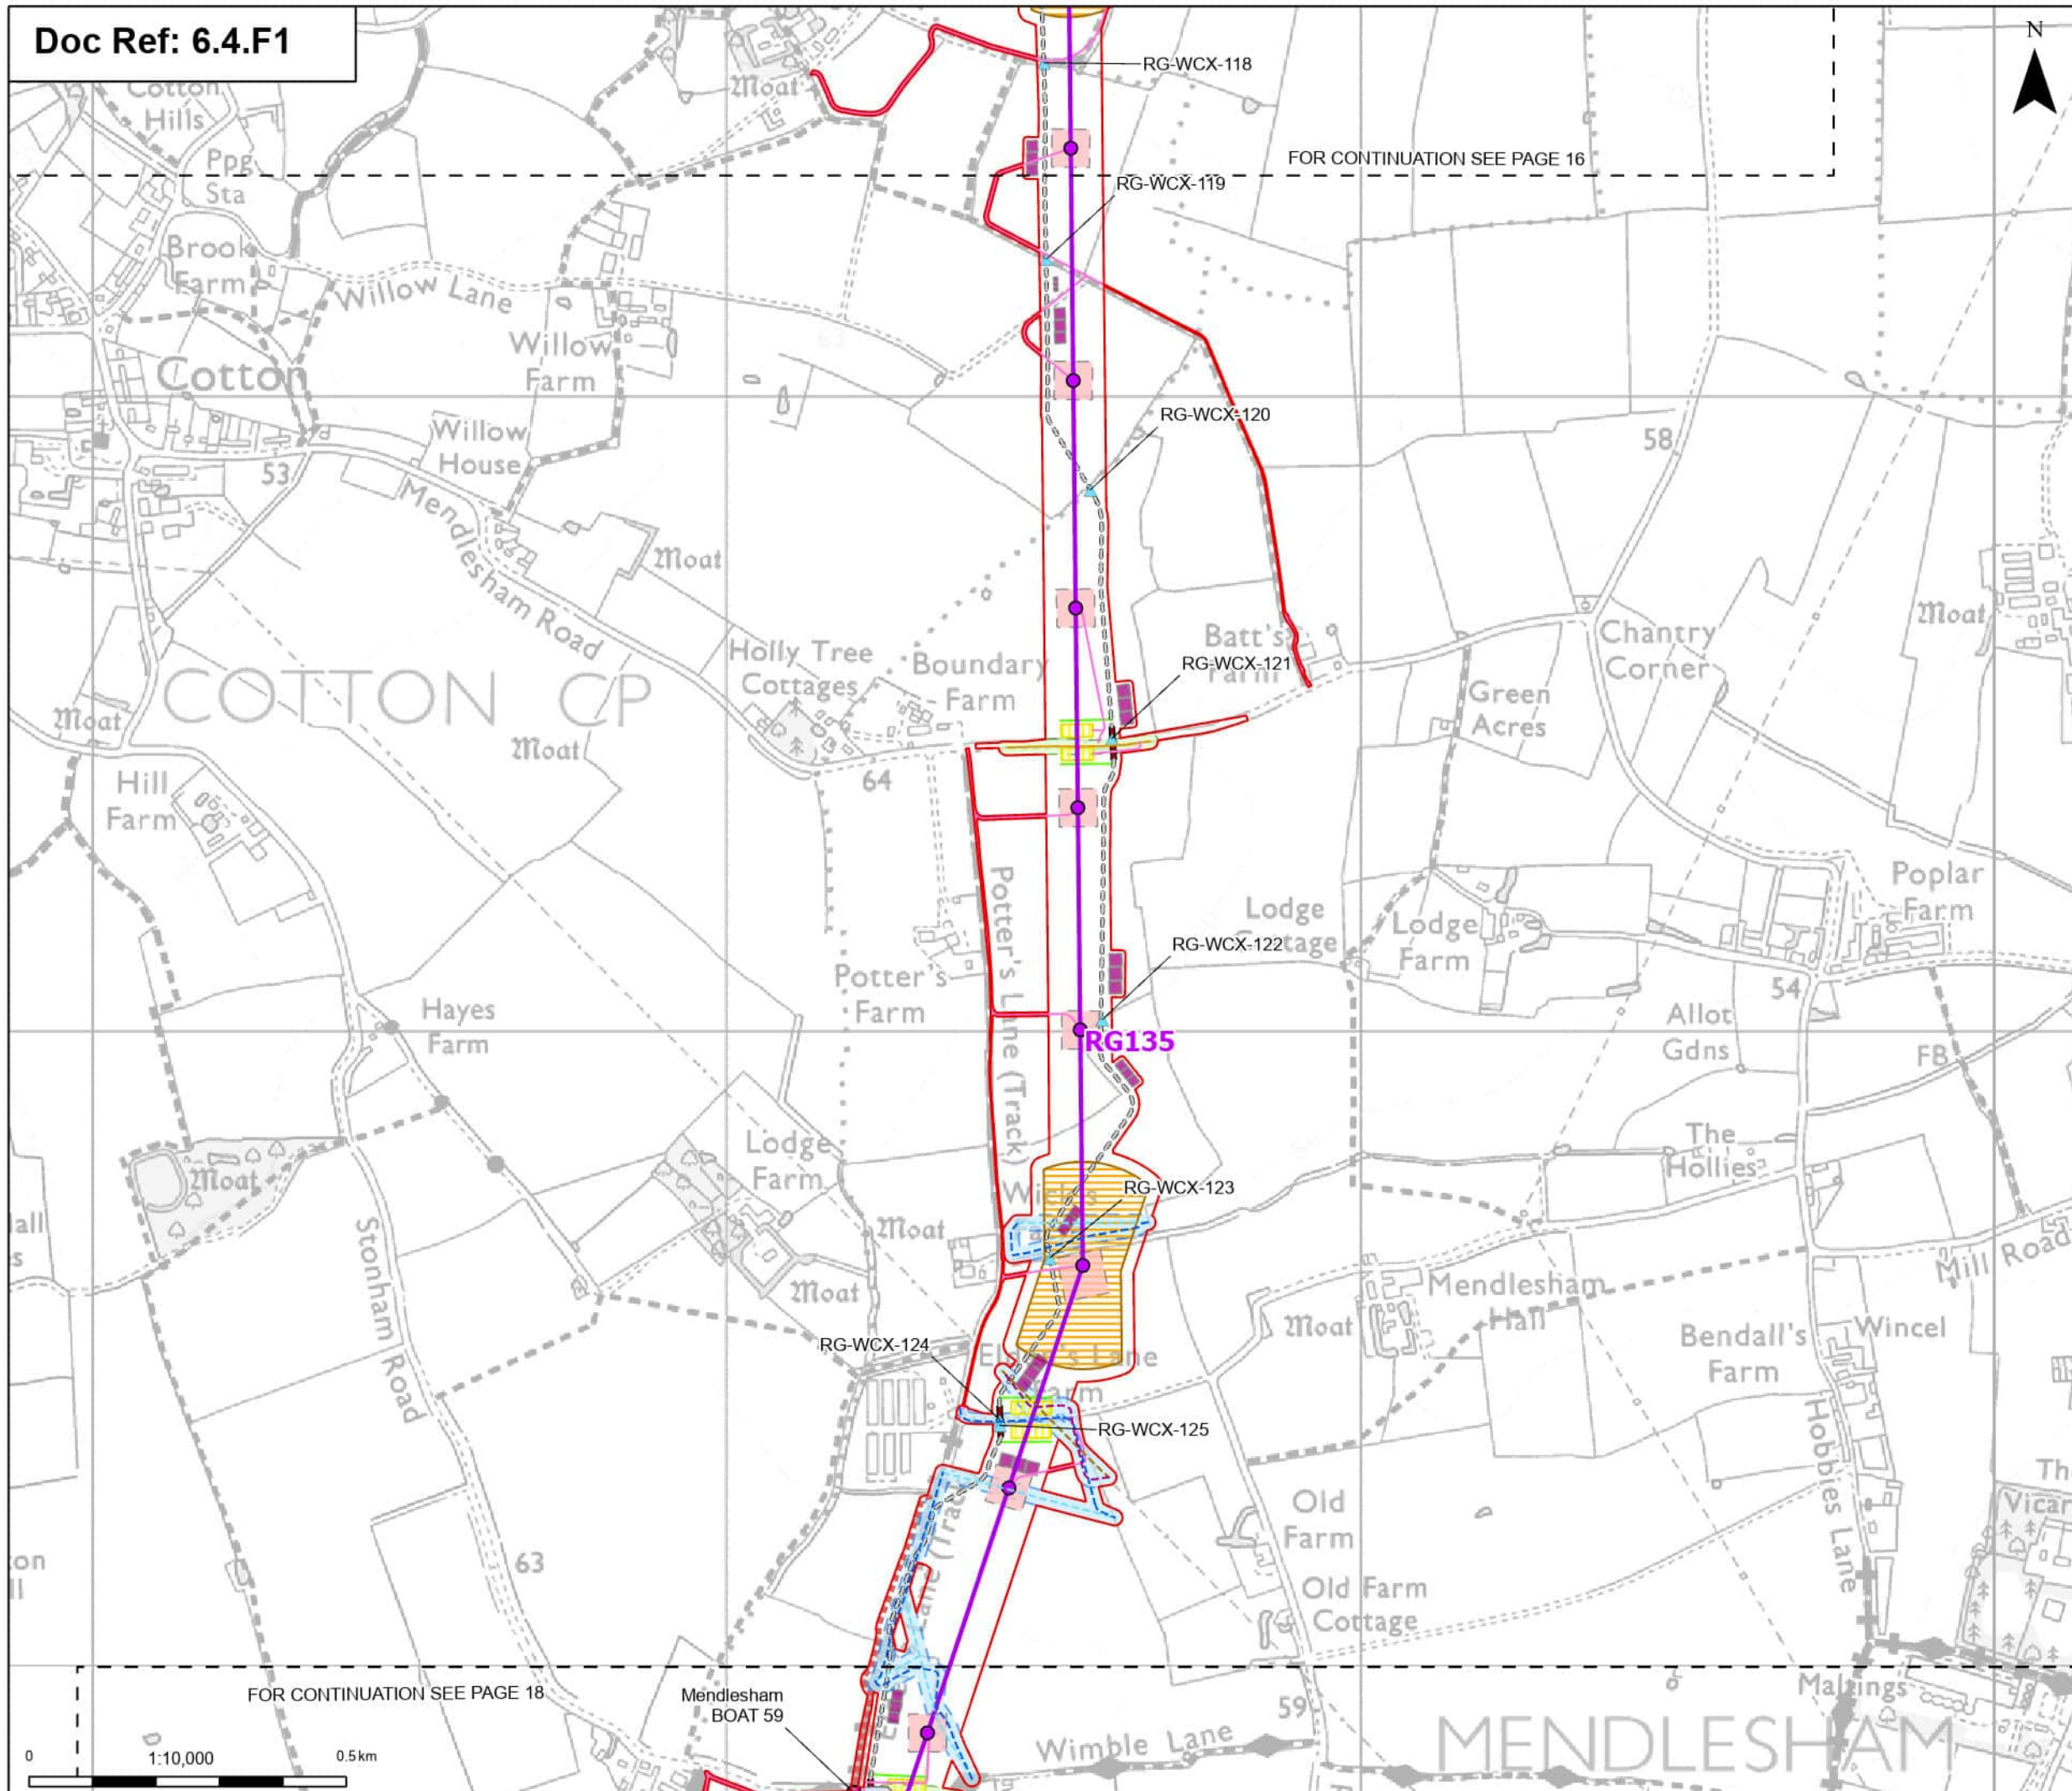 Doc Ref: 6.4.F1
N
RG-WCX-118
Moat
Cotton
Hills
Ppg
Sta
FOR CONTINUATION SEE PAGE 16
RG-WCX-119
Brook
Farm
Willow Lane
Willow
Farm
Cotton
RG-WCX-120
Willow
House
53
58
Mendlesham Road
Moat
Moat
Holly Tree
Cottages
Boundary
Farm
Batt's
Farm
RG-WCX-121
Chantry
Corner
COTTON CP
Green
Acres
Moat
Moat
64
Hill
Farm
Potter's Lane (Track)
Poplar
Farm
Lodge
Cottage
Lodge
Farm
RG-WCX-122
Potter's
Farm
54
Hayes
Farm
Allot
Gdns
RG135
FB
Lodge
Farm
The
Hollies
Moat
RG-WCX-123
Moat
Stonham Road
Moat
Mill Road
Mendlesham
Hall
Moat
Bendall's
Farm
Wincel
RG-WCX-124
Lane
Farm
RG-WCX-125
Hobbies Lane
Old
Farm
63
Old Farm
Cottage
Lane (Track)
FOR CONTINUATION SEE PAGE 18
Mendlesham
BOAT 59
59
Maltings
Wimble Lane
MENDLESHAM
0
1:10,000
0.5 km